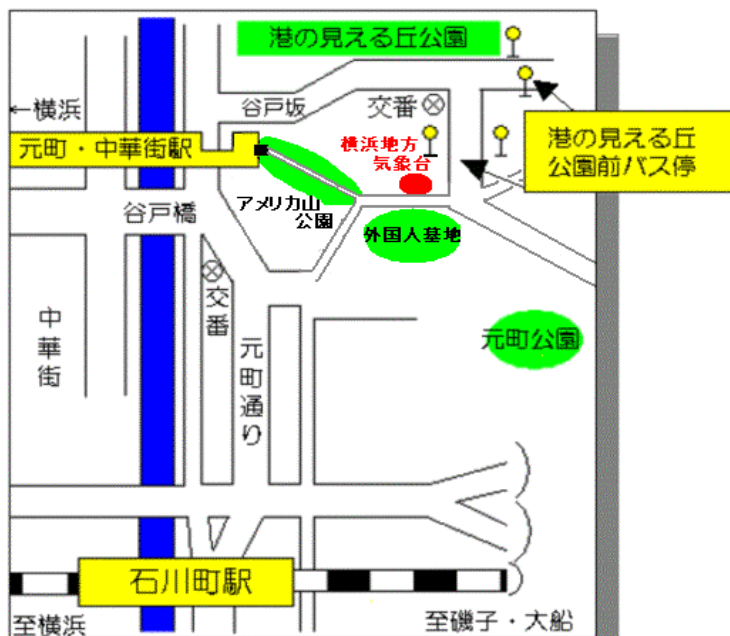 港の見える丘公園
←横浜
谷戸坂
交番
元町・中華街駅
横浜地方
気象台
港の見える丘
公園前バス停
アメリカ山
公園
谷戸橋
外国人墓地
交番
中華街
元町通り
元町公園
石川町駅
至横浜
至磯子・大船